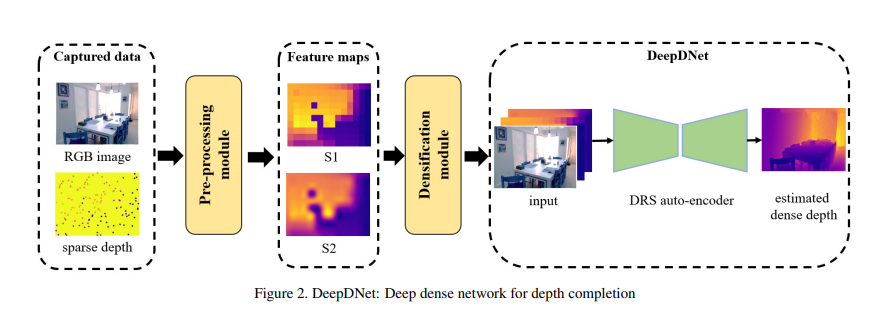 Captured data
RGB image
sparse depth
Pre-processing
module
Feature maps
S1
S2
Densification
module
DeepDNet
input
DRS auto-encoder
estimated
dense depth
Figure 2. DeepDNet: Deep dense network for depth completion